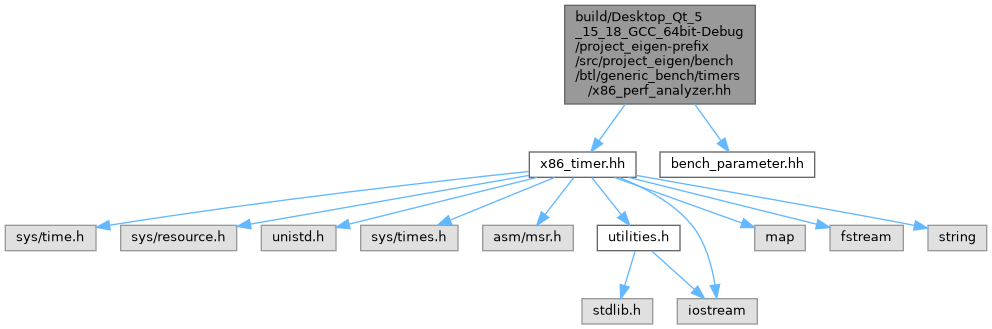 build/Desktop_Qt_5
_15_18_GCC_64bit-Debug
/project_eigen-prefix
/src/project_eigen/bench
/btl/generic_bench/timers
/x86_perf_analyzer.hh
x86_timer.hh
bench_parameter.hh
sys/time.h
sys/resource.h
unistd.h
sys/times.h
asm/msr.h
utilities.h
map
fstream
string
stdlib.h
iostream